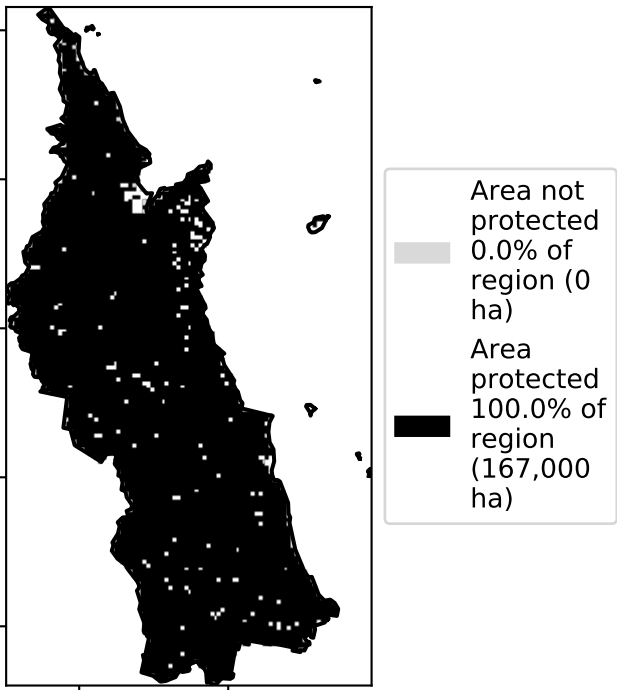 Area not
protected
0.0% of
region (0
ha)
Area
protected
100.0% of
region
(167,000
ha)